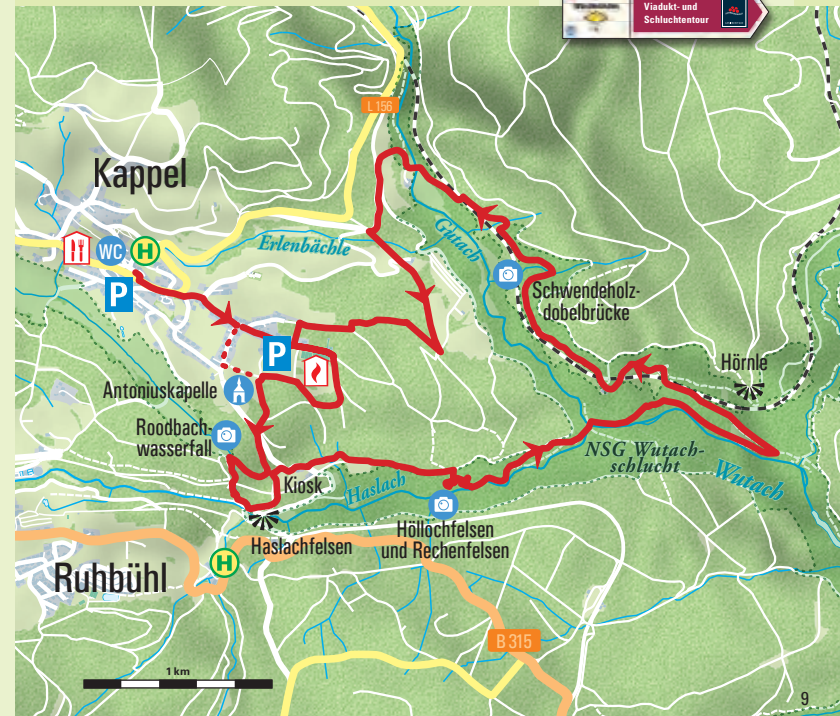 Viadukt- und
Schluchtentour
L 156
Kappel
WC
H
P
Erlenbächle
Gutach
Schwendeholz-
dobelbrücke
P
Hörnle
Antoniuskapelle
Roodbach-
wasserfall
NSG Wutach-
schlucht
Wutach
Kiosk
Haslach
Haslachfelsen
Höllochfelsen
und Rechenfelsen
H
Ruhbühl
B 315
1 km
9